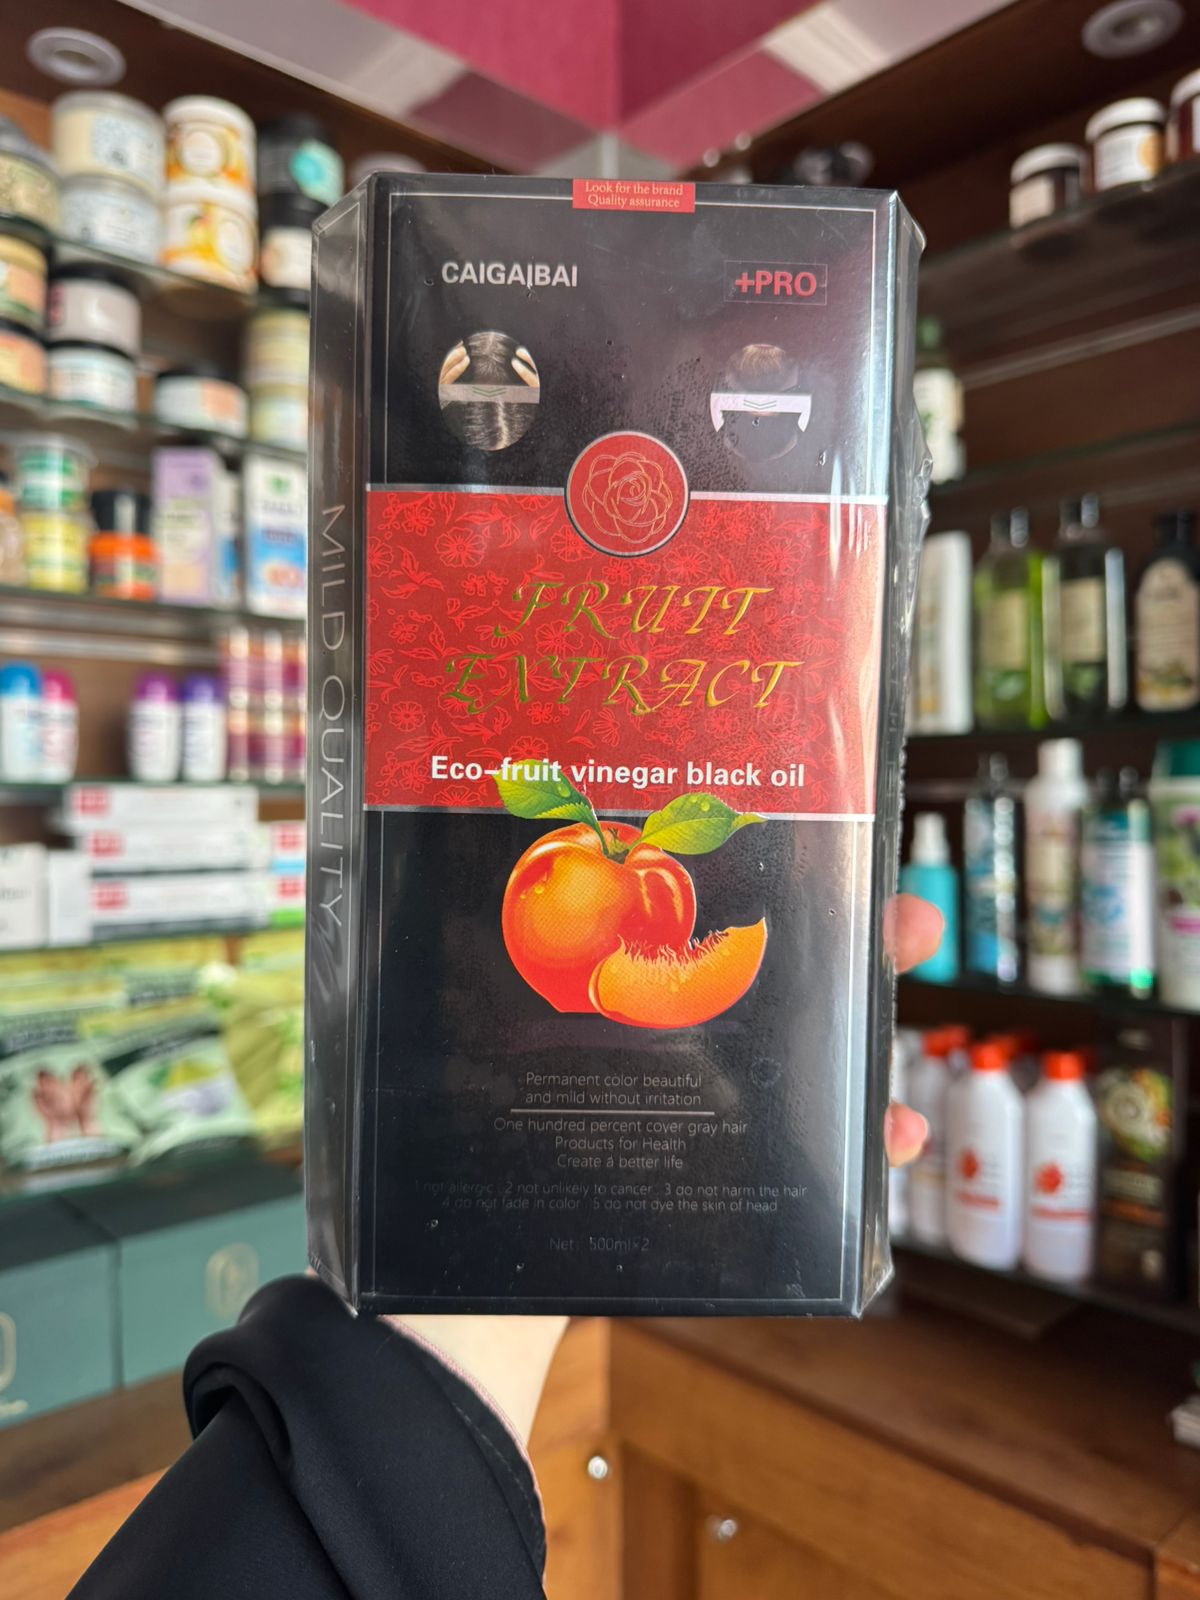 Look for the brand
Quality assurance
CAIGAIBAI
+PRO
FRUIT
EXTRACT
Eco-fruit vinegar black oil
MILD QUALITY
Permanent color beautiful
and mild without irritation
One hundred percent cover gray hair
Products for Health
Create a better life
1 not allergic . 2 not unlikely to cancer . 3 do not harm the hair
4 do not fade in color . 5 do not dye the skin of head
Net: 500ml×2